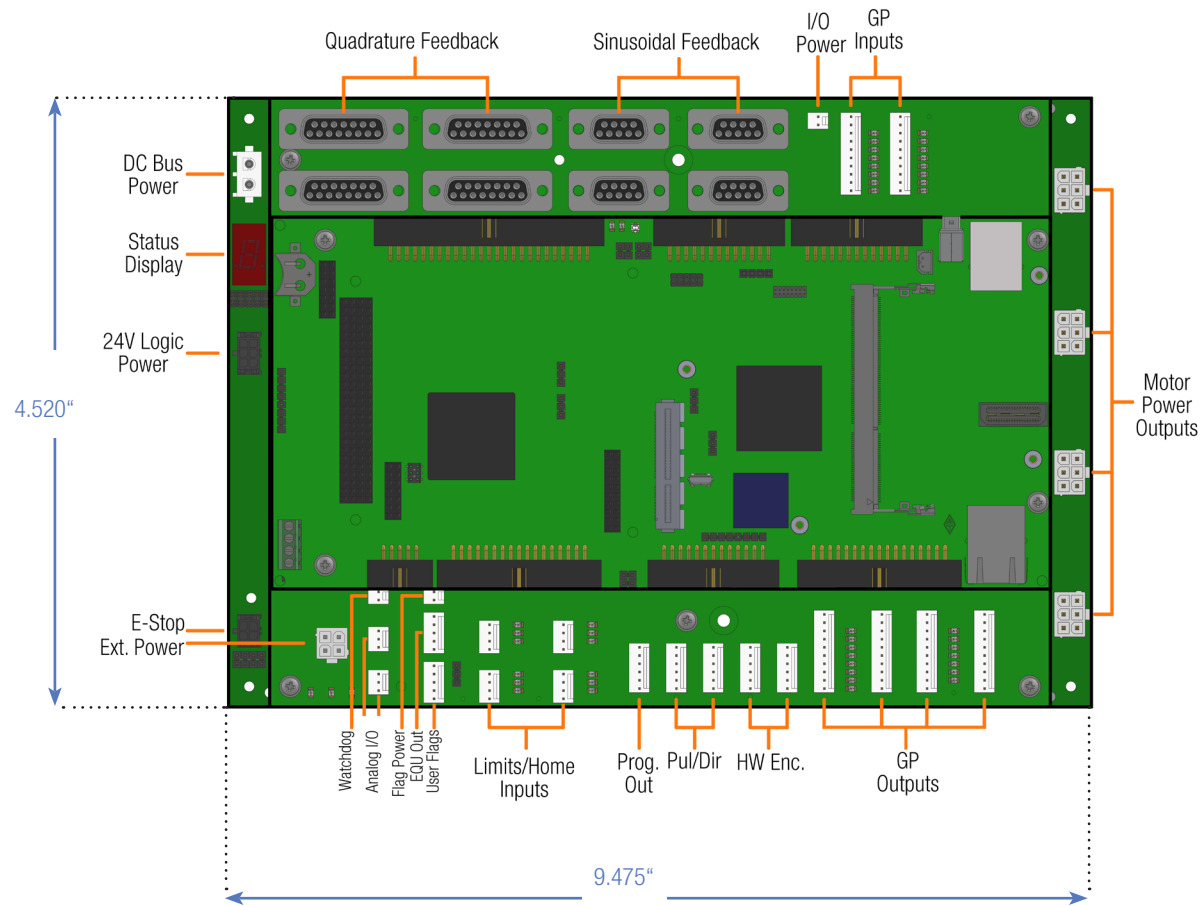 Quadrature Feedback
Sinusoidal Feedback
I/O
Power
GP
Inputs
DC Bus
Power
Status
Display
24V Logic
Power
4.520“
Motor
Power
Outputs
E-Stop
Ext. Power
Watchdog
Analog I/O
Flag Power
EQU Out
User Flags
Limits/Home
Inputs
Prog.
Out
Pul/Dir
HW Enc.
GP
Outputs
9.475“